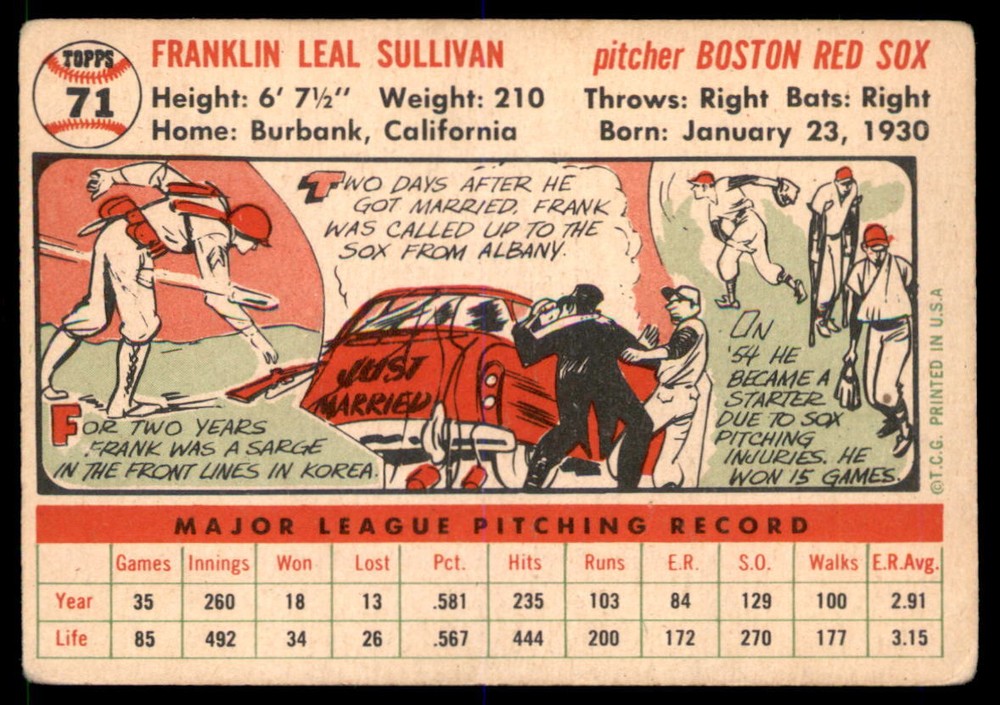 TOPPS
71
FRANKLIN LEAL SULLIVAN
pitcher BOSTON RED SOX
Height: 6' 7½" Weight: 210
Throws: Right Bats: Right
Home: Burbank, California
Born: January 23, 1930
FOR TWO YEARS
FRANK WAS A SARGE
IN THE FRONT LINES IN KOREA.
TWO DAYS AFTER HE
GOT MARRIED, FRANK
WAS CALLED UP TO THE
SOX FROM ALBANY.
JUST
MARRIED
IN
'54 HE
BECAME A
STARTER
DUE TO SOX
PITCHING
INJURIES. HE
WON 15 GAMES.
©T.C.G. PRINTED IN U.S.A
MAJOR LEAGUE PITCHING RECORD
Games Innings Won Lost Pct. Hits Runs E.R. S.O. Walks E.R.Avg.
Year 35 260 18 13 .581 235 103 84 129 100 2.91
Life 85 492 34 26 .567 444 200 172 270 177 3.15